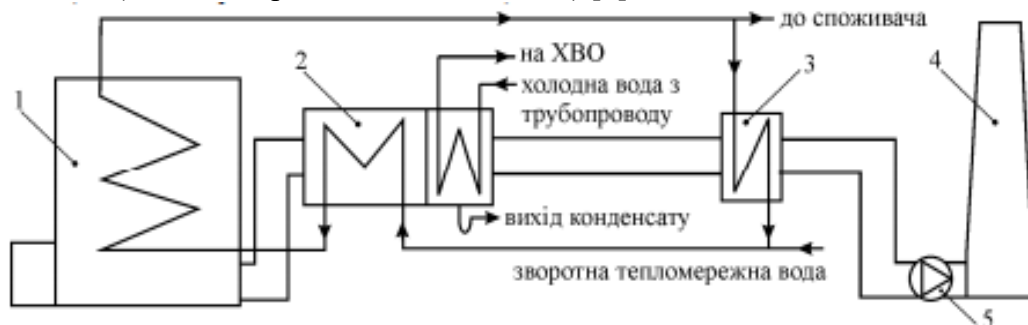 до споживача
на ХВО
2
холодна вода з
трубопроводу
3
4
1
вихід конденсату
зворотна тепломережна вода
5